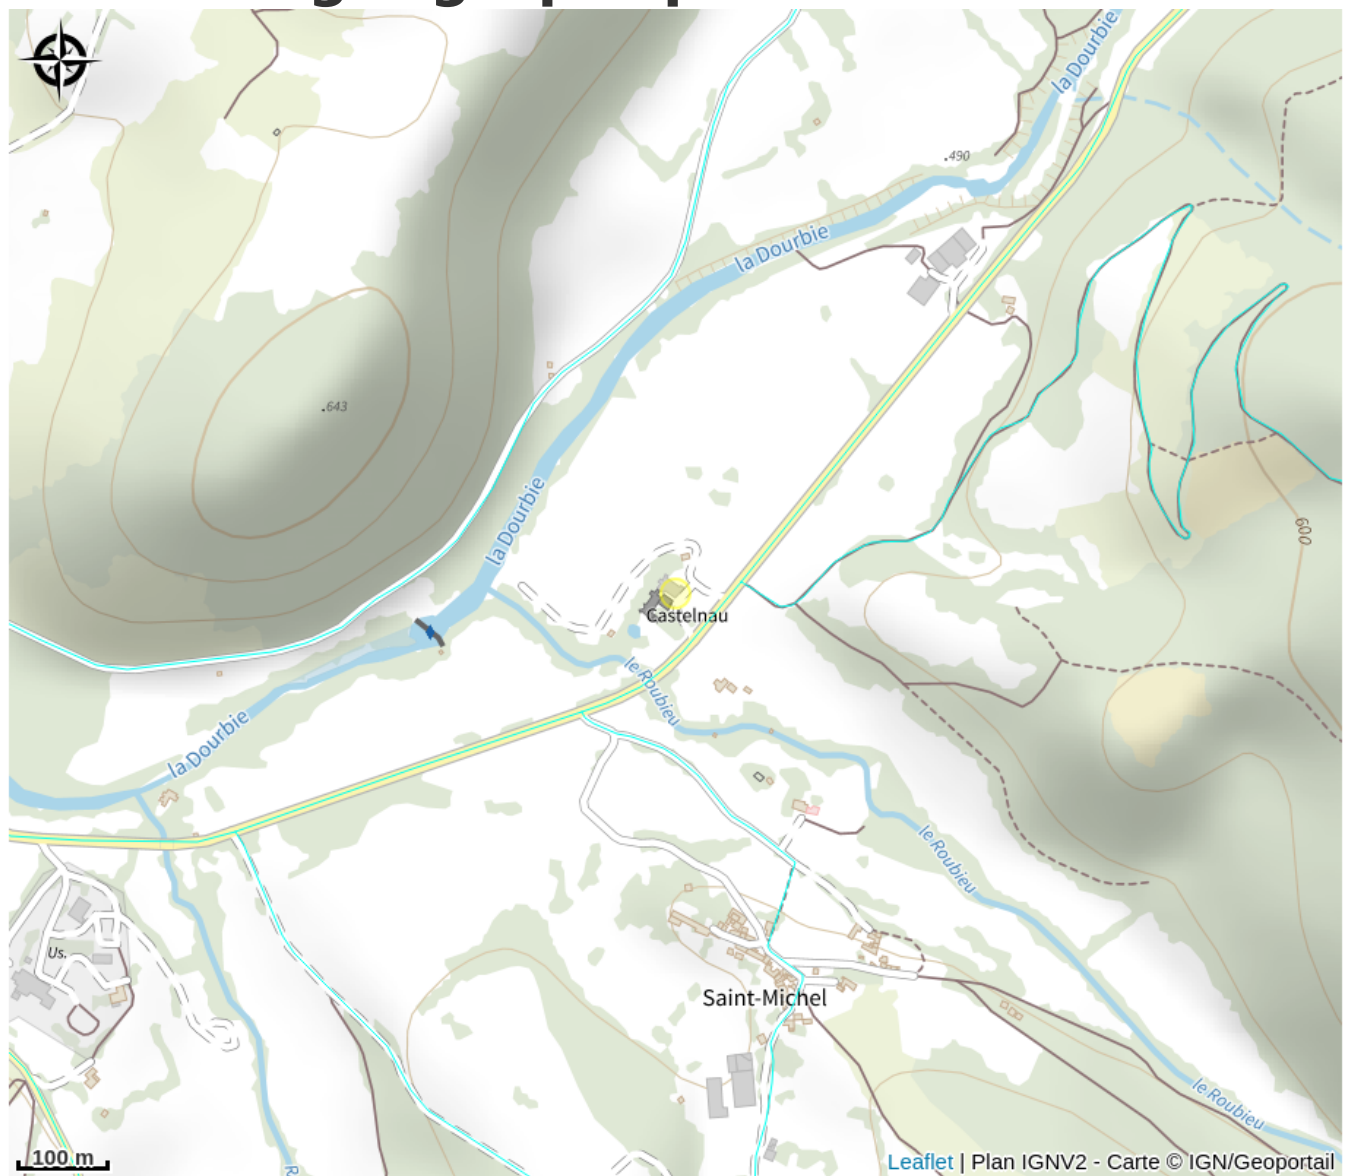 la Dourbie
.490
la Dourbie
.643
la Dourbie
600
Castelnau
le Roubieu
la Dourbie
le Roubieu
Us.
Saint-Michel
le Roubieu
100 m
Leaflet | Plan IGNV2 - Carte © IGN/Geoportail